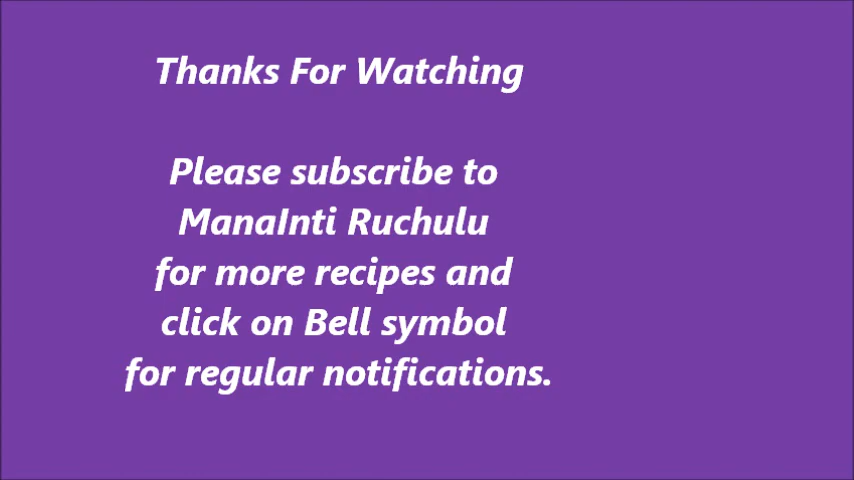 Thanks For Watching
Please subscribe to
ManaInti Ruchulu
for more recipes and
click on Bell symbol
for regular notifications.